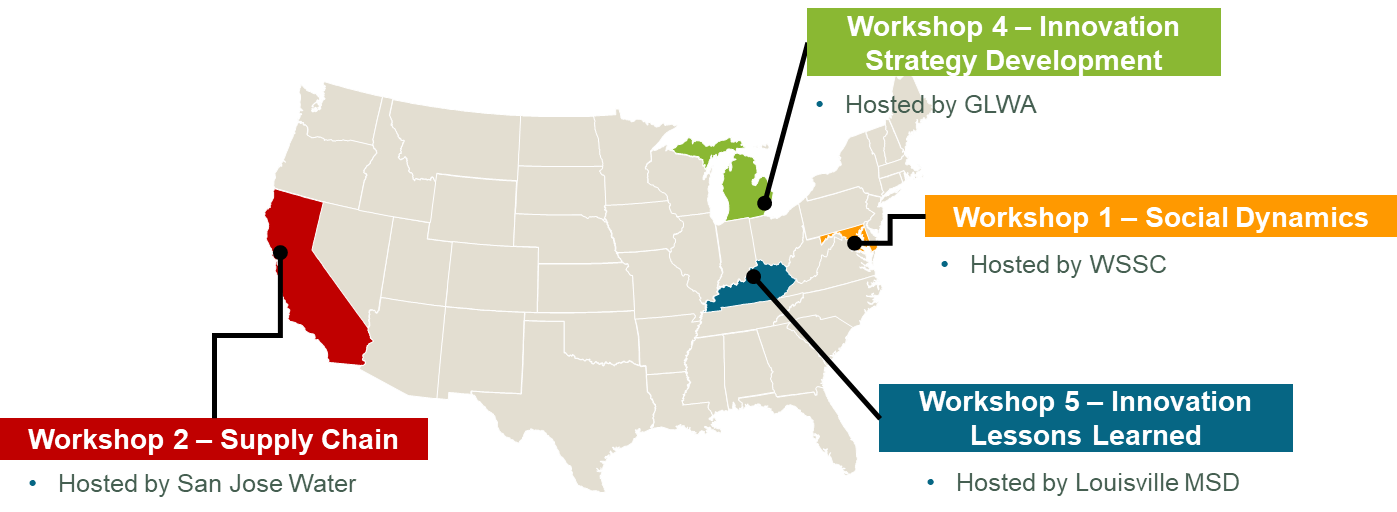 Workshop 4 – Innovation
Strategy Development
• Hosted by GLWA
Workshop 1 – Social Dynamics
• Hosted by WSSC
Workshop 5 – Innovation
Lessons Learned
• Hosted by Louisville MSD
Workshop 2 – Supply Chain
• Hosted by San Jose Water